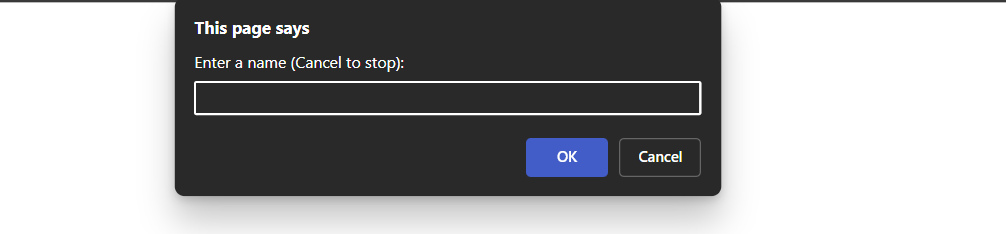 This page says
Enter a name (Cancel to stop):
OK
Cancel